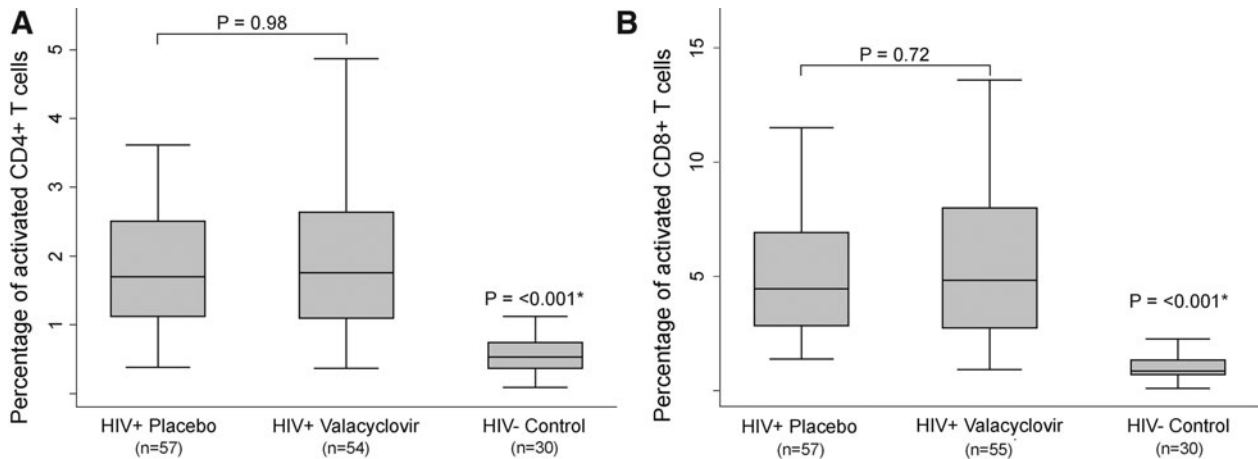 A
P = 0.98
Percentage of activated CD4+ T cells
5
4
3
2
1
P = <0.001*
HIV+ Placebo
(n=57)
HIV+ Valacyclovir
(n=54)
HIV- Control
(n=30)
B
P = 0.72
Percentage of activated CD8+ T cells
15
10
5
P = <0.001*
HIV+ Placebo
(n=57)
HIV+ Valacyclovir
(n=55)
HIV- Control
(n=30)